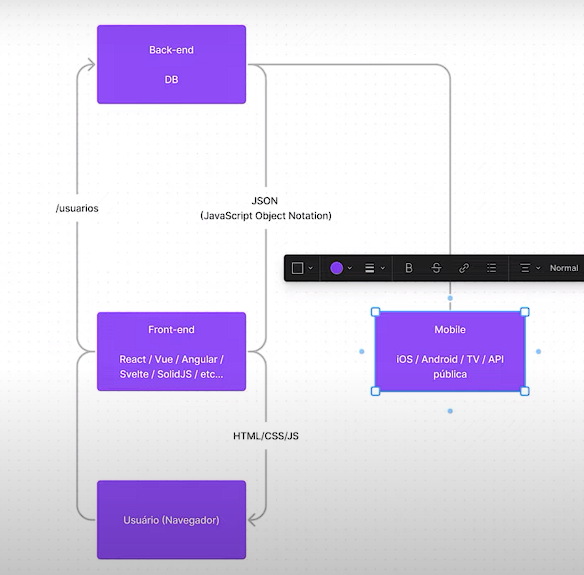 Back-end
DB
/usuarios
JSON
(JavaScript Object Notation)
Normal
Front-end
React / Vue / Angular /
Svelte / SolidJS / etc...
Mobile
iOS / Android / TV / API
pública
HTML/CSS/JS
Usuário (Navegador)